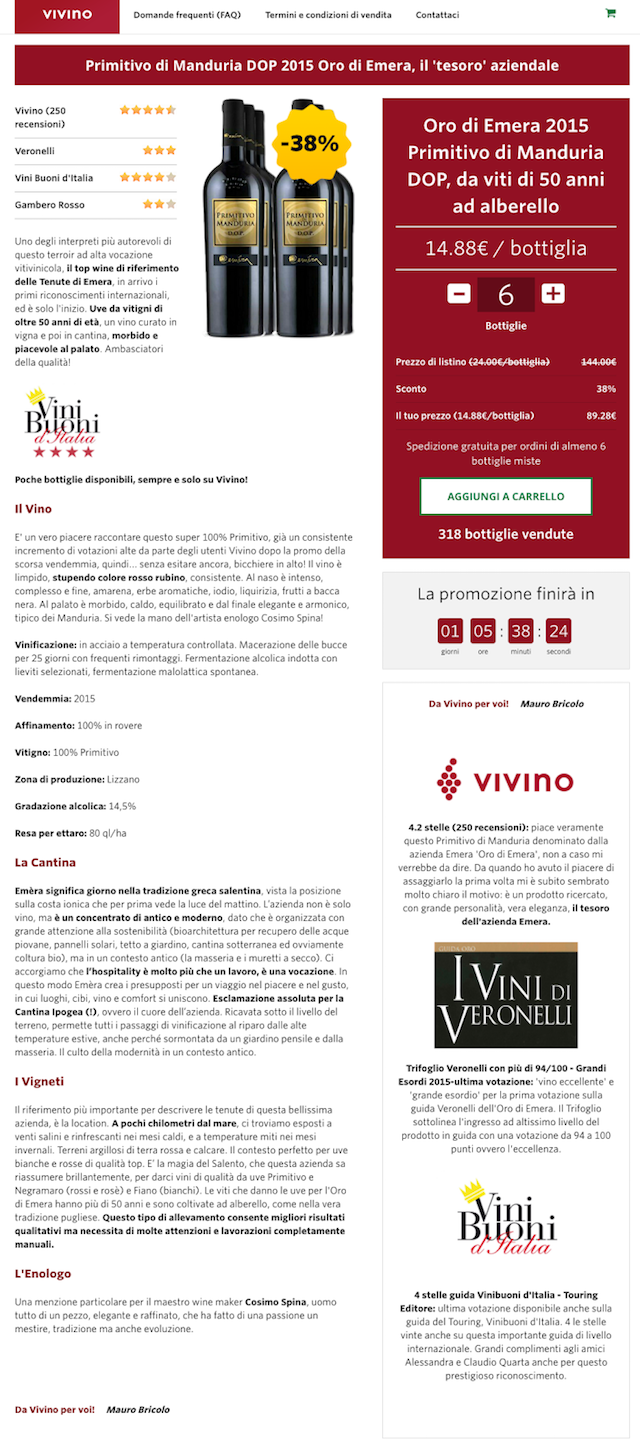 VIVINO
Domande frequenti (FAQ)
Termini e condizioni di vendita
Contattaci
Primitivo di Manduria DOP 2015 Oro di Emera, il 'tesoro' aziendale
Vivino (250
recensioni)
Veronelli
Vini Buoni d'Italia
Gambero Rosso
Uno degli interpreti più autorevoli di
questo terroir ad alta vocazione
vitivinicola, il top wine di riferimento
delle Tenute di Emera, in arrivo i
primi riconoscimenti internazionali,
ed è solo l'inizio. Uve da vitigni di
oltre 50 anni di età, un vino curato in
vigna e poi in cantina, morbido e
piacevole al palato. Ambasciatori
della qualità!
-38%
PRIMITIVO
MANDURIA
DOP
PRIMITIVO
MANDURIA
DOP
Vini
Buoni
d'Italia
Poche bottiglie disponibili, sempre e solo su Vivino!
Il Vino
E' un vero piacere raccontare questo super 100% Primitivo, già un consistente
incremento di votazioni alte da parte degli utenti Vivino dopo la promo della
scorsa vendemmia, quindi... senza esitare ancora, bicchiere in alto! Il vino è
limpido, stupendo colore rosso rubino, consistente. Al naso è intenso,
complesso e fine, amarena, erbe aromatiche, iodio, liquirizia, frutti a bacca
nera. Al palato è morbido, caldo, equilibrato e dal finale elegante e armonico,
tipico dei Manduria. Si vede la mano dell'artista enologo Cosimo Spina!
Vinificazione: in acciaio a temperatura controllata. Macerazione delle bucce
per 25 giorni con frequenti rimontaggi. Fermentazione alcolica indotta con
lieviti selezionati, fermentazione malolattica spontanea.
Vendemmia: 2015
Affinamento: 100% in rovere
Vitigno: 100% Primitivo
Zona di produzione: Lizzano
Gradazione alcolica: 14,5%
Resa per ettaro: 80 ql/ha
La Cantina
Emèra significa giorno nella tradizione greca salentina, vista la posizione
sulla costa ionica che per prima vede la luce del mattino. L'azienda non è solo
vino, ma è un concentrato di antico e moderno, dato che è organizzata con
grande attenzione alla sostenibilità (bioarchitettura per recupero delle acque
piovane, pannelli solari, tetto a giardino, cantina sotterranea ed ovviamente
coltura bio), ma in un contesto antico (la masseria e i muretti a secco). Ci
accorgiamo che l'hospitality è molto più che un lavoro, è una vocazione. In
questo modo Emèra crea i presupposti per un viaggio nel piacere e nel gusto,
in cui luoghi, cibi, vino e comfort si uniscono. Esclamazione assoluta per la
Cantina Ipogea (!), ovvero il cuore dell'azienda. Ricavata sotto il livello del
terreno, permette tutti i passaggi di vinificazione al riparo dalle alte
temperature estive, anche perché sormontata da un giardino pensile e dalla
masseria. Il culto della modernità in un contesto antico.
I Vigneti
Il riferimento più importante per descrivere le tenute di questa bellissima
azienda, è la location. A pochi chilometri dal mare, ci troviamo esposti a
venti salini e rinfrescanti nei mesi caldi, e a temperature miti nei mesi
invernali. Terreni argillosi di terra rossa e calcare. Il contesto perfetto per uve
bianche e rosse di qualità top. E' la magia del Salento, che questa azienda sa
riassumere brillantemente, per darci vini di qualità da uve Primitivo e
Negramaro (rossi e rosè) e Fiano (bianchi). Le viti che danno le uve per l'Oro
di Emera hanno più di 50 anni e sono coltivate ad alberello, come nella vera
tradizione pugliese. Questo tipo di allevamento consente migliori risultati
qualitativi ma necessita di molte attenzioni e lavorazioni completamente
manuali.
L'Enologo
Una menzione particolare per il maestro wine maker Cosimo Spina, uomo
tutto di un pezzo, elegante e raffinato, che ha fatto di una passione un
mestire, tradizione ma anche evoluzione.
Da Vivino per voi! Mauro Bricolo
Oro di Emera 2015
Primitivo di Manduria
DOP, da viti di 50 anni
ad alberello
14.88€ / bottiglia
6
Bottiglie
Prezzo di listino (24.00€/bottiglia) 144.00€
Sconto 38%
Il tuo prezzo (14.88€/bottiglia) 89.28€
Spedizione gratuita per ordini di almeno 6
bottiglie miste
AGGIUNGI A CARRELLO
318 bottiglie vendute
La promozione finirà in
01 05 : 38 : 24
giorni ore minuti secondi
Da Vivino per voi! Mauro Bricolo
VIVINO
4.2 stelle (250 recensioni): piace veramente
questo Primitivo di Manduria denominato dalla
azienda Emera 'Oro di Emera', non a caso mi
verrebbe da dire. Da quando ho avuto il piacere di
assaggiarlo la prima volta mi è subito sembrato
molto chiaro il motivo: è un prodotto ricercato,
con grande personalità, vera eleganza, il tesoro
dell'azienda Emera.
GUIDA ORO
I VINI DI
VERONELLI
Trifoglio Veronelli con più di 94/100 - Grandi
Esordi 2015-ultima votazione: 'vino eccellente' e
'grande esordio' per la prima votazione sulla
guida Veronelli dell'Oro di Emera. Il Trifoglio
sottolinea l'ingresso ad altissimo livello del
prodotto in guida con una votazione da 94 a 100
punti ovvero l'eccellenza.
Vini
Buoni
d'Italia
4 stelle guida Vinibuoni d'Italia - Touring
Editore: ultima votazione disponibile anche sulla
guida del Touring, Vinibuoni d'Italia. 4 le stelle
vinte anche su questa importante guida di livello
internazionale. Grandi complimenti agli amici
Alessandra e Claudio Quarta anche per questo
prestigioso riconoscimento.